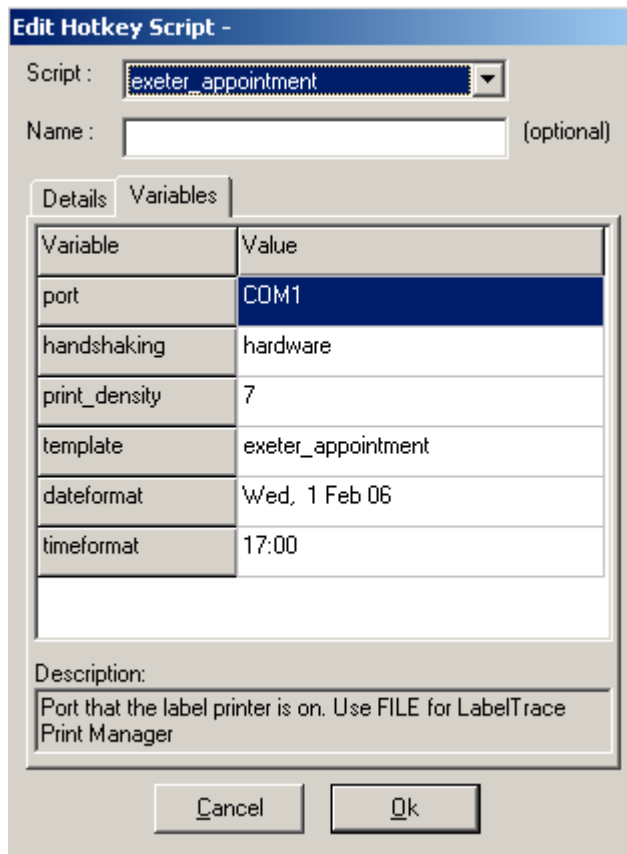 Edit Hotkey Script -
Script : exeter_appointment
Name : (optional)
Details Variables
Variable Value
port COM1
handshaking hardware
print_density 7
template exeter_appointment
dateformat Wed, 1 Feb 06
timeformat 17:00
Description:
Port that the label printer is on. Use FILE for LabelTrace
Print Manager
Cancel Ok